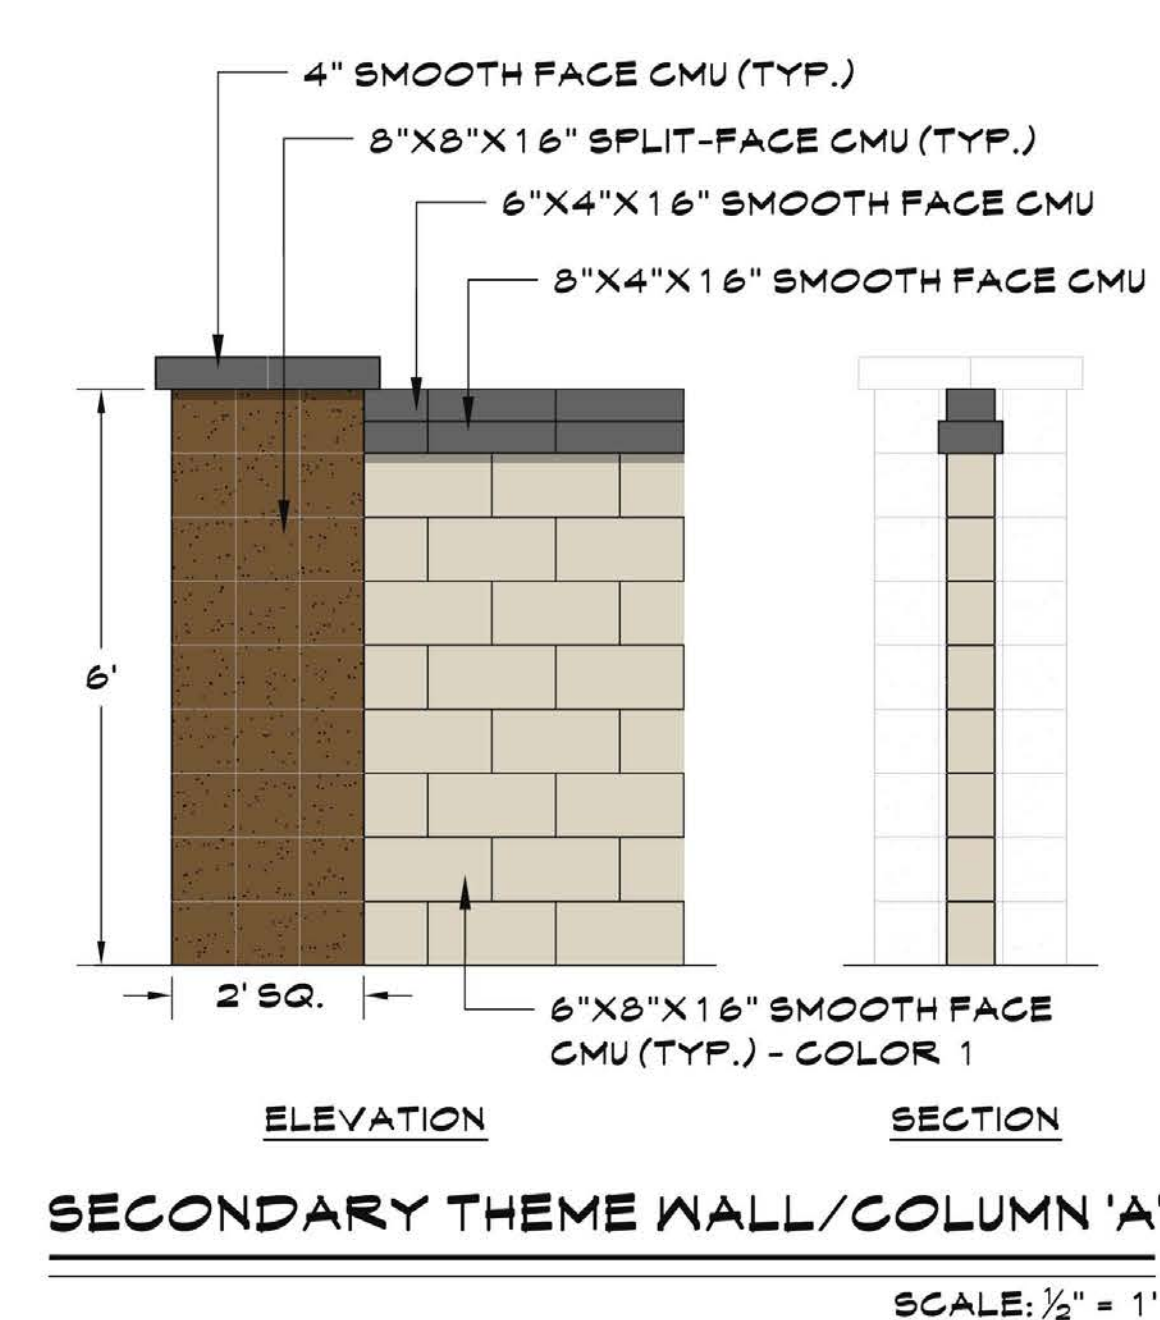 4" SMOOTH FACE CMU (TYP.)
8"X8"X16" SPLIT-FACE CMU (TYP.)
6"X4"X16" SMOOTH FACE CMU
8"X4"X16" SMOOTH FACE CMU
6'
2' SQ.
6"X8"X16" SMOOTH FACE
CMU (TYP.) - COLOR 1
ELEVATION
SECTION
SECONDARY THEME WALL/COLUMN 'A'
SCALE: ½" = 1'